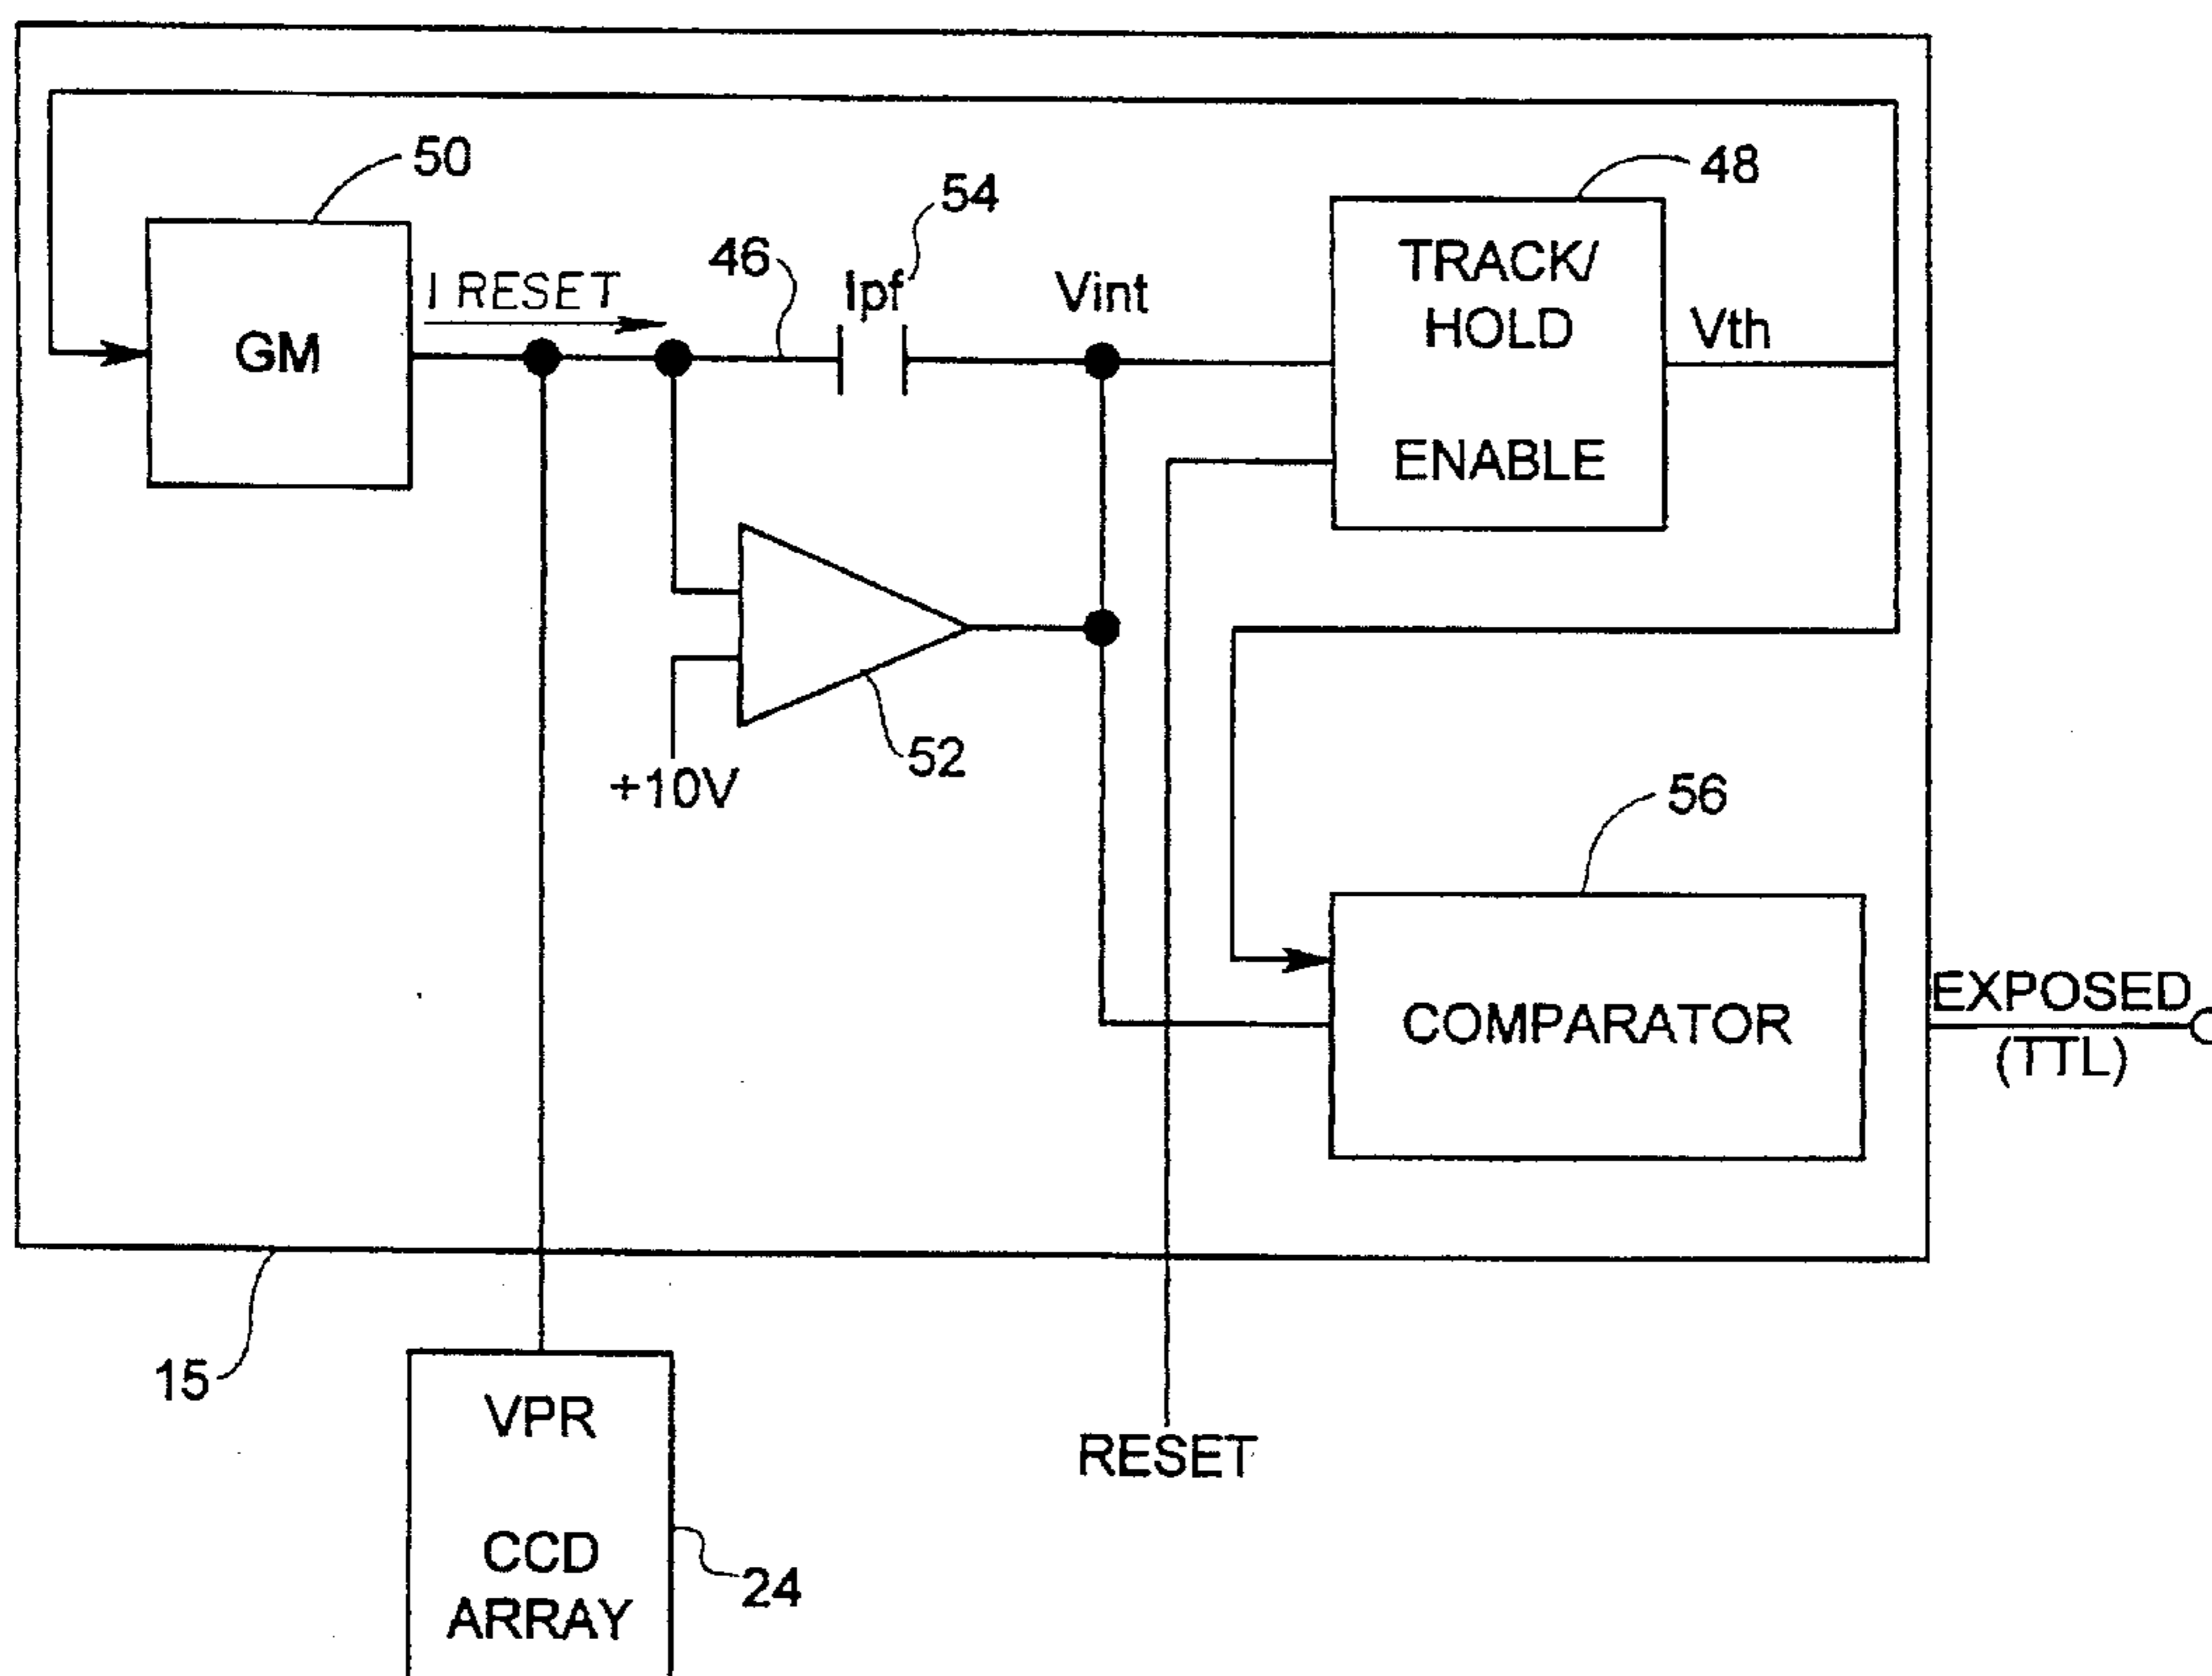 50
54
48
46
I RESET
Ipf
Vint
TRACK/
HOLD
Vth
GM
ENABLE
52
+10V
56
COMPARATOR
EXPOSED
(TTL)
15
VPR
RESET
CCD
ARRAY
24